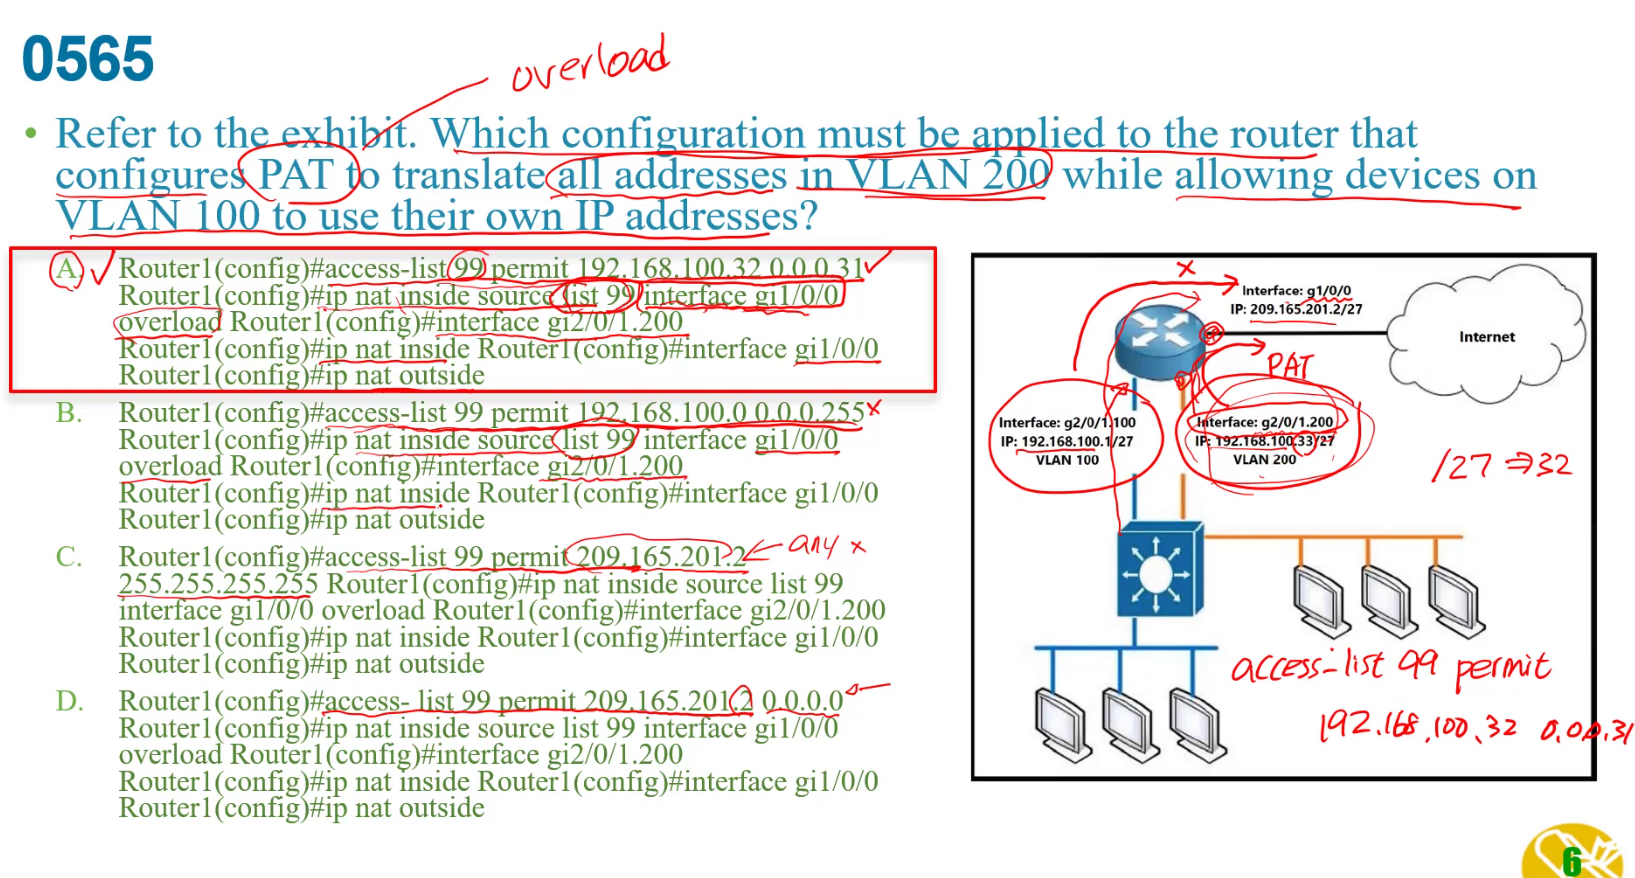 0565
overload
• Refer to the exhibit. Which configuration must be applied to the router that
configures PAT to translate all addresses in VLAN 200 while allowing devices on
VLAN 100 to use their own IP addresses?
A. Router1(config)#access-list 99 permit 192.168.100.32 0.0.0.31
Router1(config)#ip nat inside source list 99 interface gi1/0/0
overload Router1(config)#interface gi2/0/1.200
Router1(config)#ip nat inside Router1(config)#interface gi1/0/0
Router1(config)#ip nat outside
B. Router1(config)#access-list 99 permit 192.168.100.0 0.0.0.255
Router1(config)#ip nat inside source list 99 interface gi1/0/0
overload Router1(config)#interface gi2/0/1.200
Router1(config)#ip nat inside Router1(config)#interface gi1/0/0
Router1(config)#ip nat outside
C. Router1(config)#access-list 99 permit 209.165.201.2
255.255.255.255 Router1(config)#ip nat inside source list 99
interface gi1/0/0 overload Router1(config)#interface gi2/0/1.200
Router1(config)#ip nat inside Router1(config)#interface gi1/0/0
Router1(config)#ip nat outside
any x
D. Router1(config)#access- list 99 permit 209.165.201.2 0.0.0.0
Router1(config)#ip nat inside source list 99 interface gi1/0/0
overload Router1(config)#interface gi2/0/1.200
Router1(config)#ip nat inside Router1(config)#interface gi1/0/0
Router1(config)#ip nat outside
x
Interface: g1/0/0
IP: 209.165.201.2/27
Internet
PAT
Interface: g2/0/1.100
IP: 192.168.100.1/27
VLAN 100
Interface: g2/0/1.200
IP: 192.168.100.33/27
VLAN 200
/27 ⇒32
access-list 99 permit
192.168.100.32 0.0.0.31
6